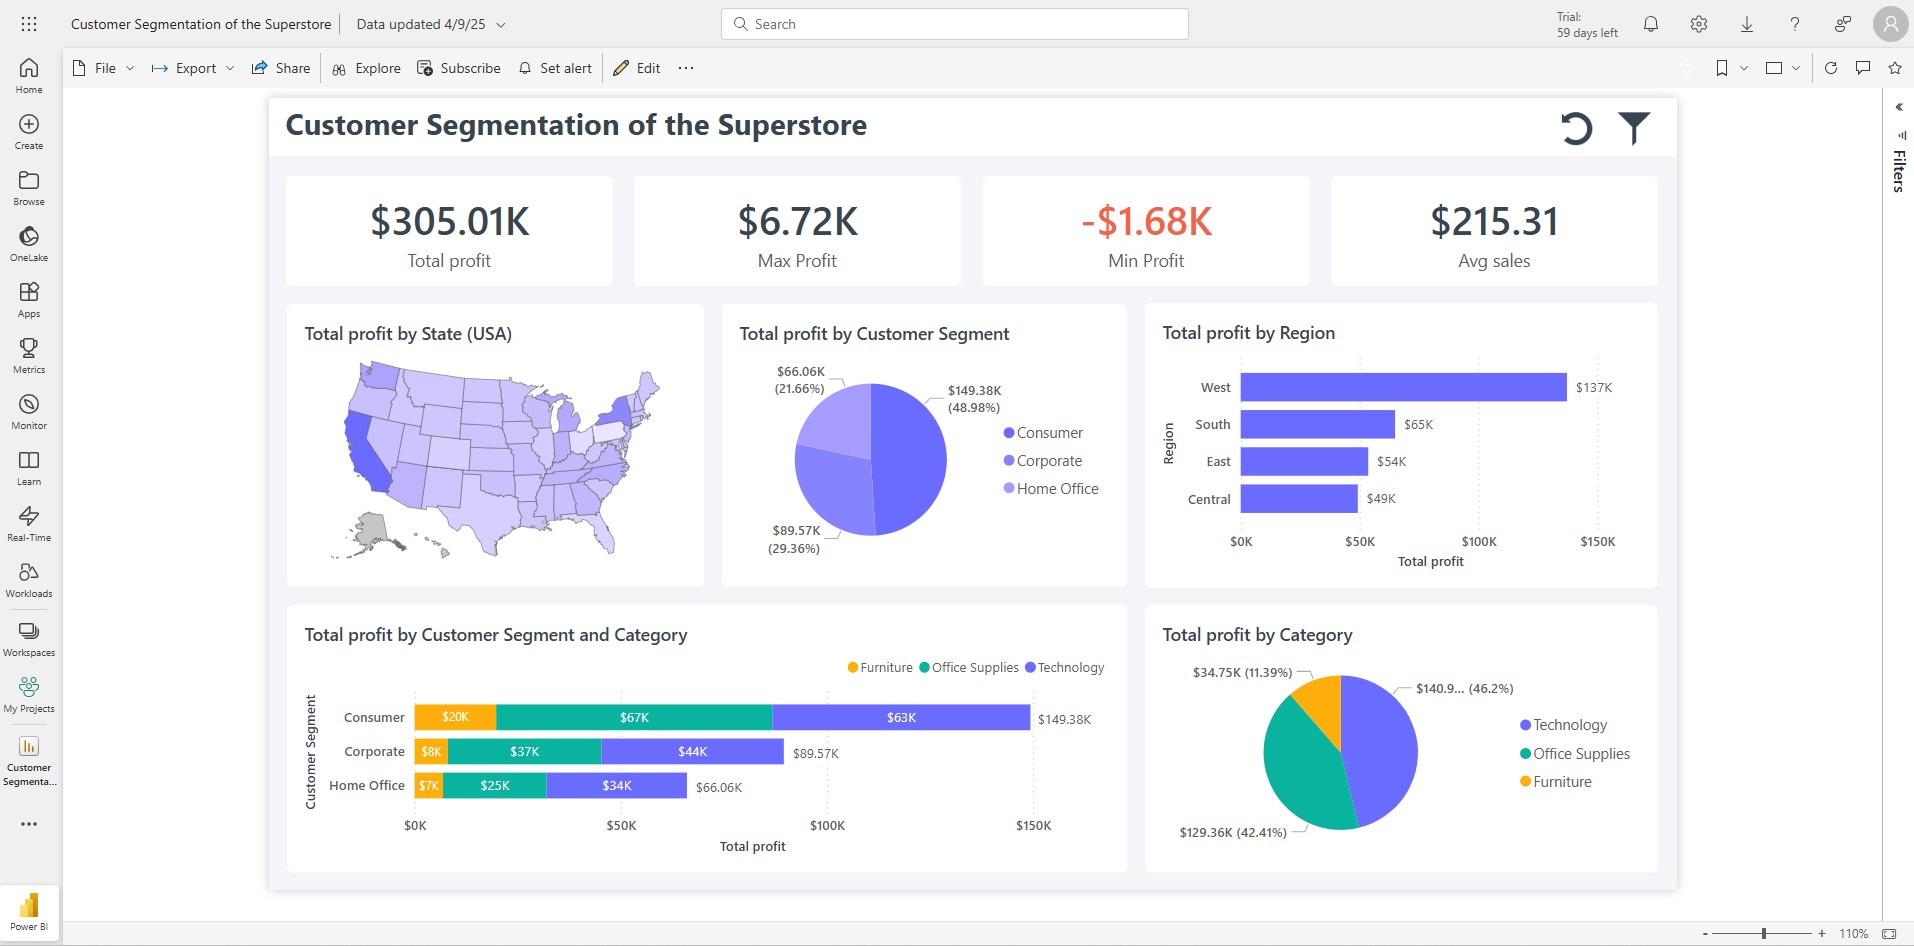 Customer Segmentation of the Superstore
Data updated 4/9/25
Search
Trial:
59 days left
Home
Create
Browse
OneLake
Apps
Metrics
Monitor
Learn
Real-Time
Workloads
Workspaces
My Projects
Customer
Segmenta...
Power BI
File
Export
Share
Explore
Subscribe
Set alert
Edit
Filters
Customer Segmentation of the Superstore
$305.01K
Total profit
$6.72K
Max Profit
-$1.68K
Min Profit
$215.31
Avg sales
Total profit by State (USA)
Total profit by Customer Segment
$66.06K
(21.66%)
$149.38K
(48.98%)
$89.57K
(29.36%)
Consumer
Corporate
Home Office
Total profit by Region
Region
West
$137K
South
$65K
East
$54K
Central
$49K
$0K
$50K
$100K
$150K
Total profit
Total profit by Customer Segment and Category
Furniture
Office Supplies
Technology
Customer Segment
Consumer
$20K
$67K
$63K
$149.38K
Corporate
$8K
$37K
$44K
$89.57K
Home Office
$7K
$25K
$34K
$66.06K
$0K
$50K
$100K
$150K
Total profit
Total profit by Category
$34.75K (11.39%)
$140.9... (46.2%)
$129.36K (42.41%)
Technology
Office Supplies
Furniture
- + 110%